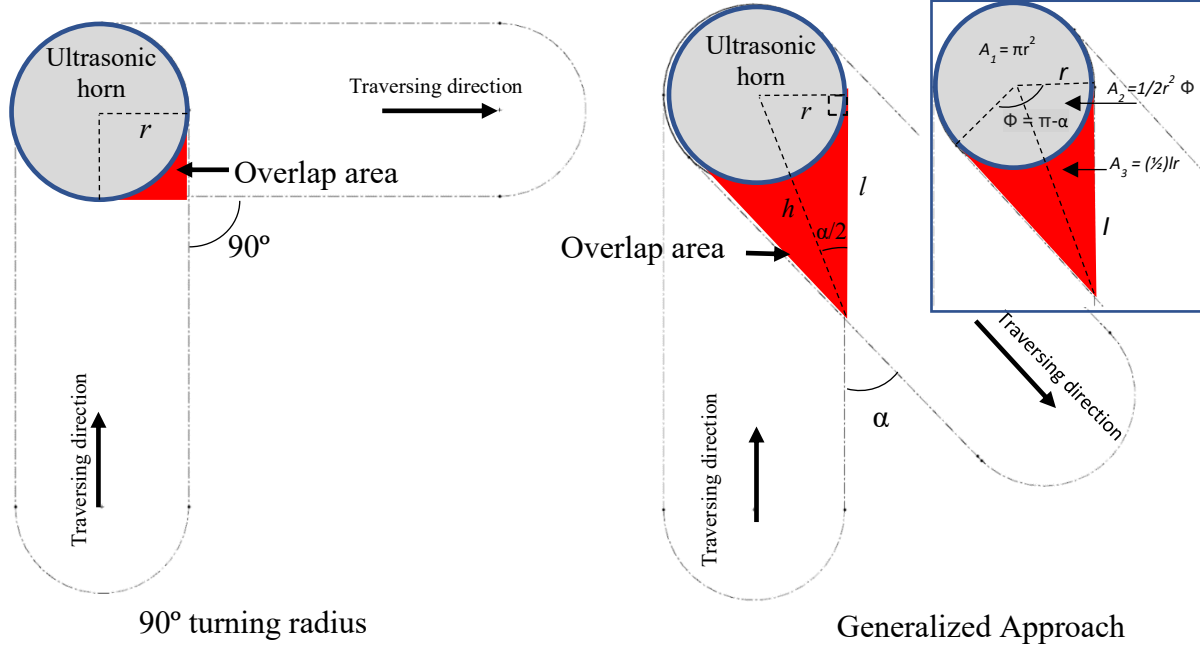 Ultrasonic
horn
r
Traversing direction
Overlap area
90º
Traversing direction
90º turning radius
Ultrasonic
horn
r
l
h
α/2
Overlap area
α
Traversing direction
Traversing direction
Generalized Approach
A₁ = πr²
r
A₂ =1/2r² Φ
Φ = π-α
A₃ = (½)lr
l